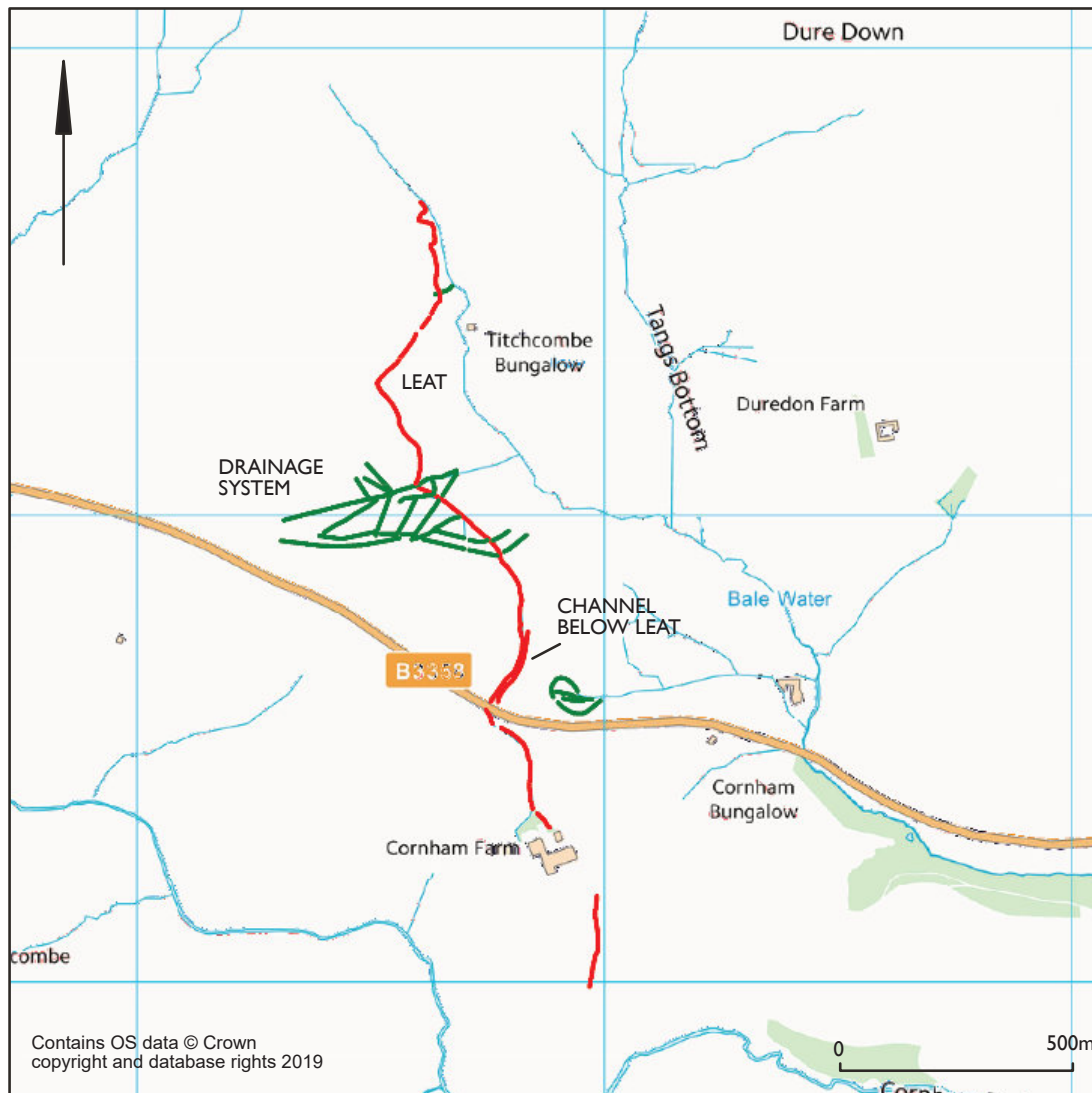 Dure Down
Titchcombe
Bungalow
Tangs Bottom
LEAT
Duredon Farm
DRAINAGE
SYSTEM
CHANNEL
BELOW LEAT
Bale Water
B3358
Cornham
Bungalow
Cornham Farm
combe
Contains OS data © Crown
copyright and database rights 2019
0
500m